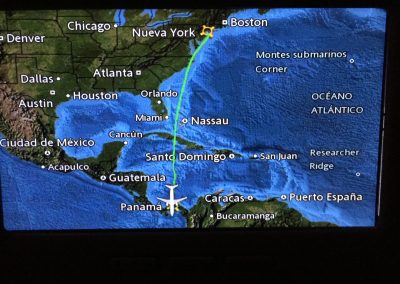 Chicago
Boston
Nueva York
Denver
Montes submarinos
Corner
Atlanta
Dallas
Austin
Houston
Orlando
OCÉANO
ATLÁNTICO
Miami
Nassau
Cancún
Ciudad de México
Acapulco
Santo Domingo
San Juan
Researcher
Ridge
Guatemala
Panamá
Caracas
Puerto España
Bucaramanga